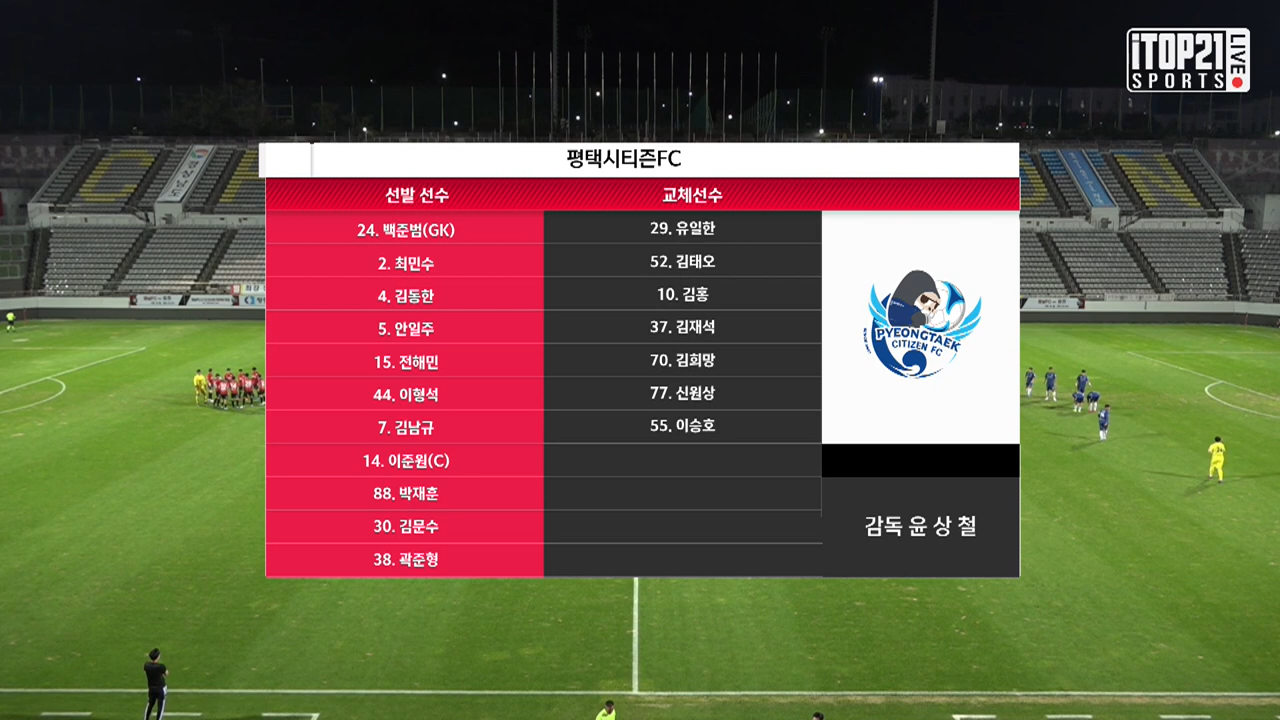 iTOP21
SPORTS
LIVE
평택시티즌FC
선발 선수
교체선수
24. 백준범(GK)
29. 유일한
2. 최민수
52. 김태오
4. 김동한
10. 김홍
5. 안일주
37. 김재석
15. 전해민
70. 김희망
44. 이형석
77. 신원상
7. 김남규
55. 이승호
14. 이준원(C)
88. 박재훈
30. 김문수
38. 곽준형
PYEONGTAEK
CITIZEN FC
감독 윤 상 철